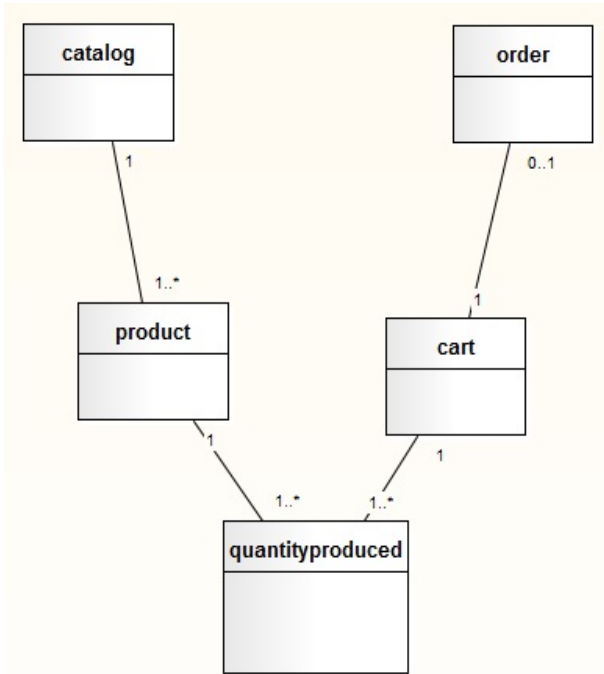 catalog
order
1
0..1
1..*
1
product
cart
1
1
1..*
1..*
quantityproduced